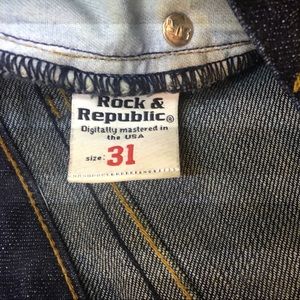 Rock &
Republic®
Digitally mastered in
the USA
size: 31